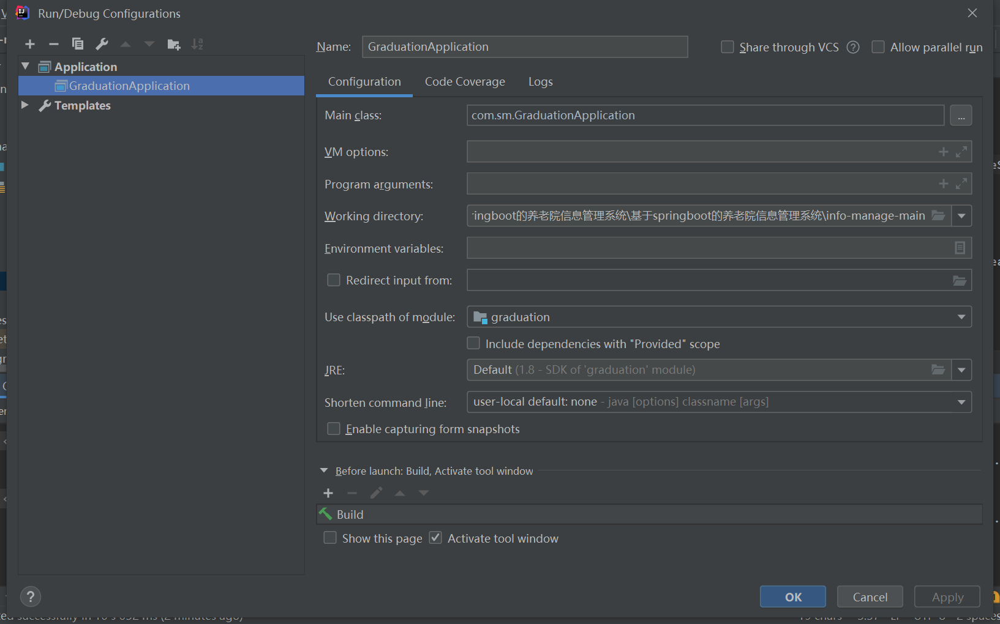 Run/Debug Configurations
Name: GraduationApplication
Share through VCS ?
Allow parallel run
Application
GraduationApplication
Templates
Configuration Code Coverage Logs
Main class: com.sm.GraduationApplication ...
VM options:
Program arguments:
Working directory: ringboot的养老院信息管理系统\基于springboot的养老院信息管理系统\info-manage-main
Environment variables:
Redirect input from:
Use classpath of module: graduation
Include dependencies with "Provided" scope
JRE: Default (1.8 - SDK of 'graduation' module)
Shorten command line: user-local default: none - java [options] classname [args]
Enable capturing form snapshots
Before launch: Build, Activate tool window
Build
Show this page Activate tool window
? OK Cancel Apply